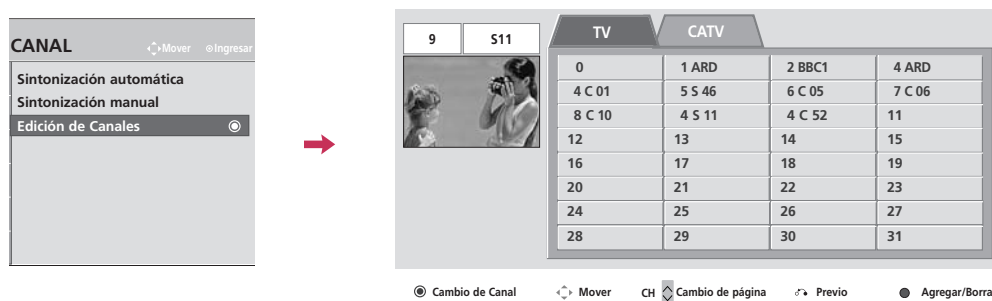 CANAL Mover Ingresar
Sintonización automática
Sintonización manual
Edición de Canales
9 S11
TV CATV
0 1 ARD 2 BBC1 4 ARD
4 C 01 5 S 46 6 C 05 7 C 06
8 C 10 4 S 11 4 C 52 11
12 13 14 15
16 17 18 19
20 21 22 23
24 25 26 27
28 29 30 31
Cambio de Canal Mover CH Cambio de página Previo Agregar/Borra